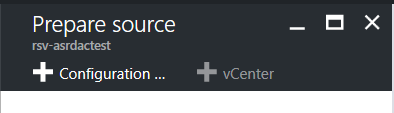 Prepare source
rsv-asrdactest
Configuration ... vCenter